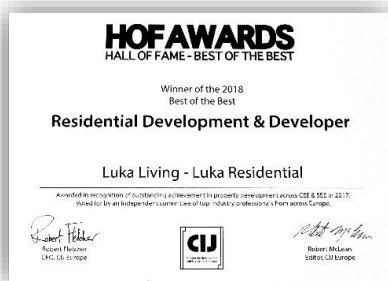 HOFAWARDS
HALL OF FAME - BEST OF THE BEST
Winner of the 2018
Best of the Best
Residential Development & Developer
Luka Living - Luka Residential
Awarded in recognition of outstanding achievement in property development across CEE & SEE in 2017.
Voted for by an independent committee of top industry professionals from across Europe.
Robert Fletcher
CEO, CIJ Europe
CIJ
Robert McLean
Editor, CIJ Europe